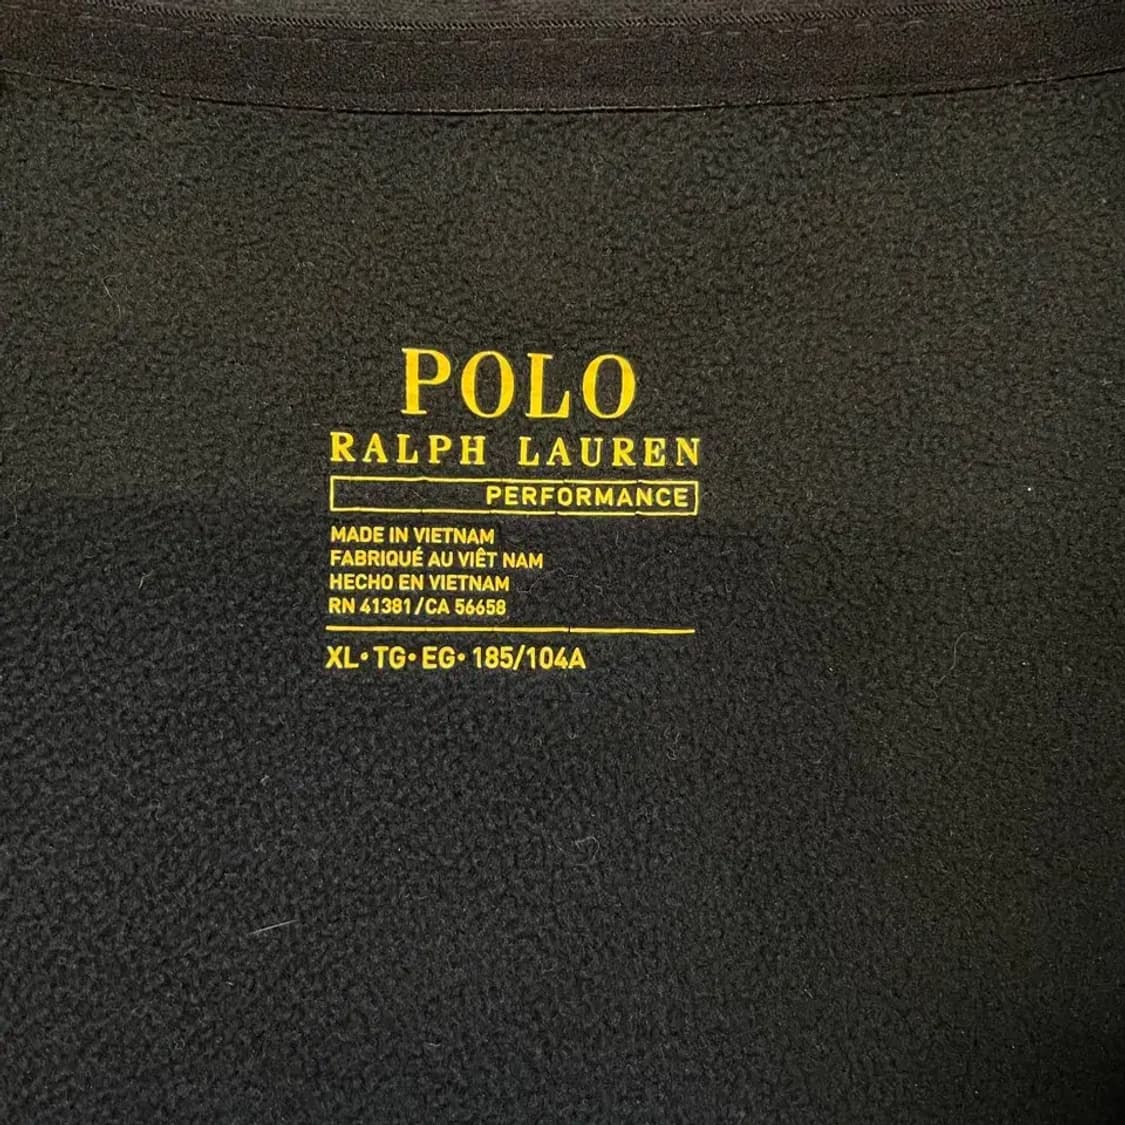 POLO
RALPH LAUREN
PERFORMANCE
MADE IN VIETNAM
FABRIQUÉ AU VIÊT NAM
HECHO EN VIETNAM
RN 41381/CA 56658
XL•TG•EG•185/104A